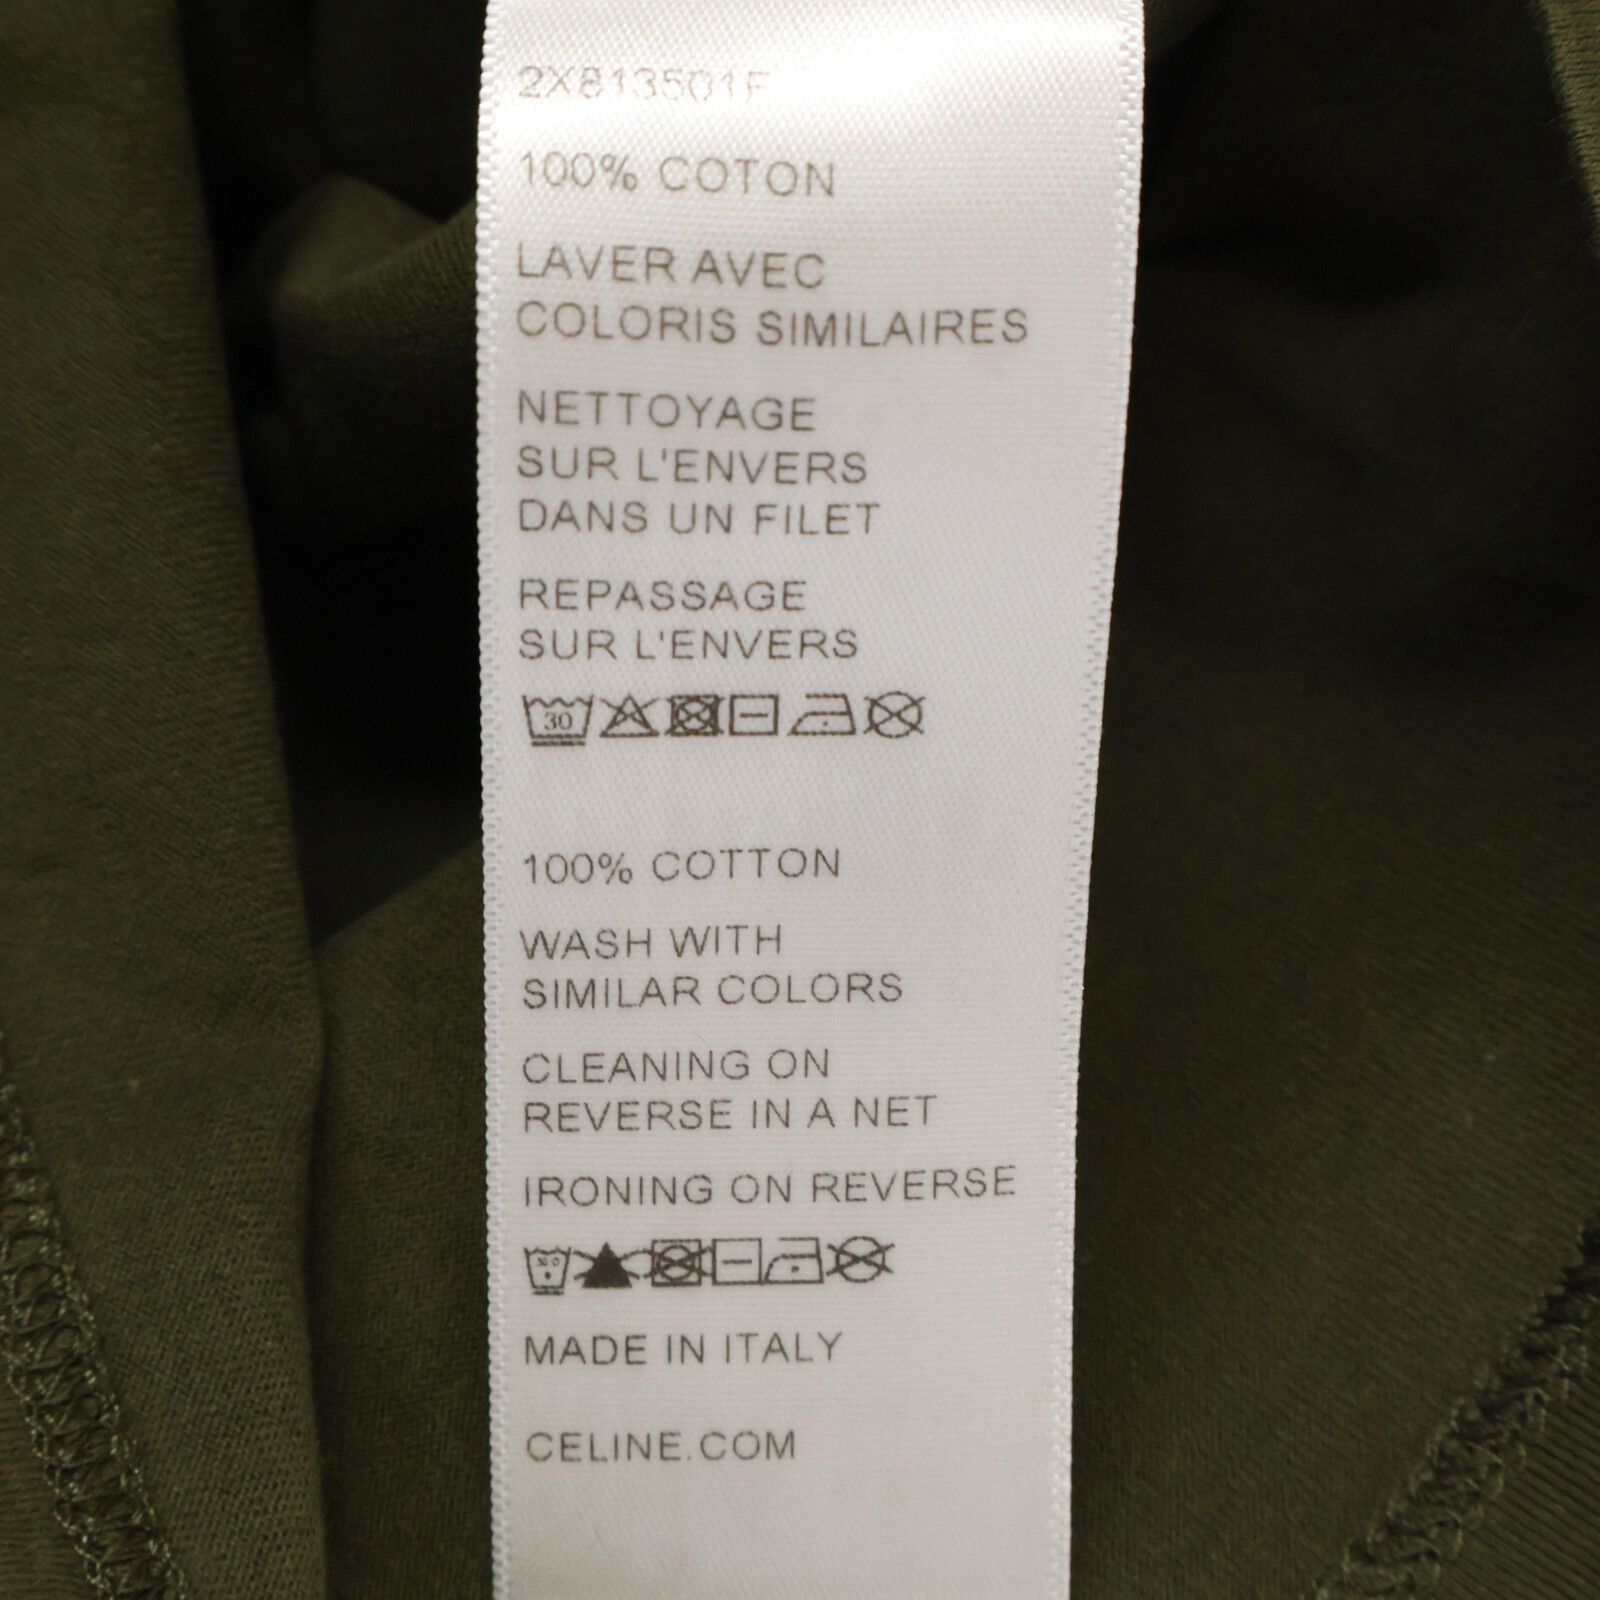 2X813501F
100% COTON
LAVER AVEC
COLORIS SIMILAIRES
NETTOYAGE
SUR L'ENVERS
DANS UN FILET
REPASSAGE
SUR L'ENVERS
30
100% COTTON
WASH WITH
SIMILAR COLORS
CLEANING ON
REVERSE IN A NET
IRONING ON REVERSE
MADE IN ITALY
CELINE.COM